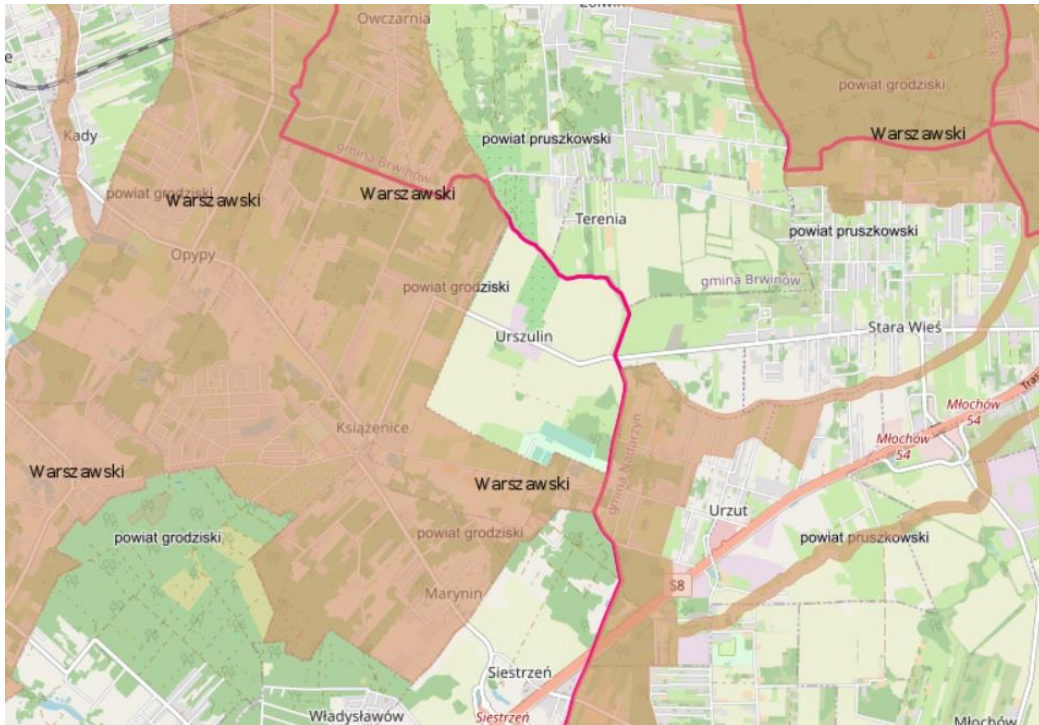 Owczarnia
powiat grodziski
Kady
Warszawski
powiat pruszkowski
gmina Brwinów
powiat grodziski
Warszawski
Warszawski
Terenia
powiat pruszkowski
Opypy
powiat grodziski
gmina Brwinów
Urszulin
Stara Wieś
Młochów
54
Książenice
Młochów
54
Warszawski
Warszawski
gmina Nadarzyn
Urzut
powiat grodziski
powiat grodziski
powiat pruszkowski
S8
Marynin
Siestrzeń
Władysławów
Siestrzeń
Młochów